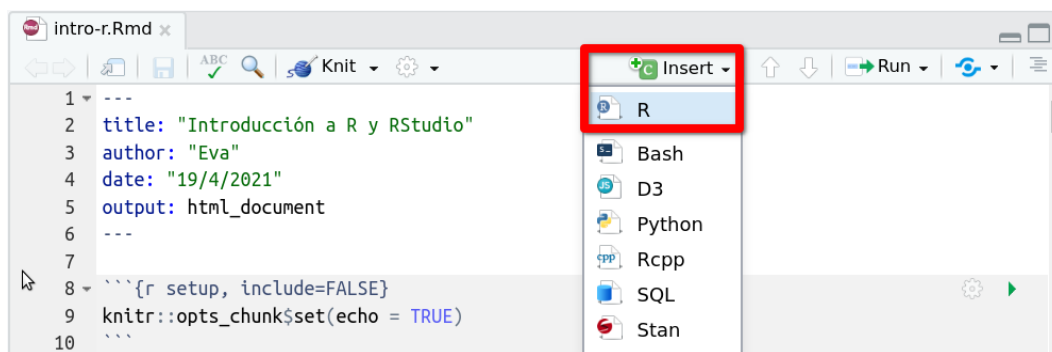 intro-r.Rmd
ABC Knit Insert Run
1 ---
2 title: "Introducción a R y RStudio"
3 author: "Eva"
4 date: "19/4/2021"
5 output: html_document
6 ---
7
8 ```{r setup, include=FALSE}
9 knitr::opts_chunk$set(echo = TRUE)
10 ```
R
Bash
D3
Python
Rcpp
SQL
Stan